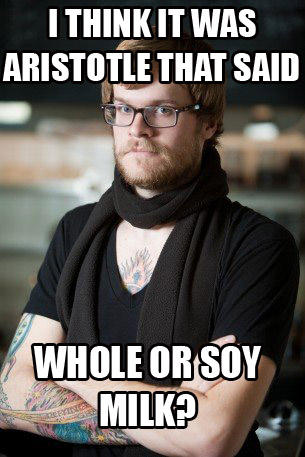 I THINK IT WAS
ARISTOTLE THAT SAID
WHOLE OR SOY
MILK?